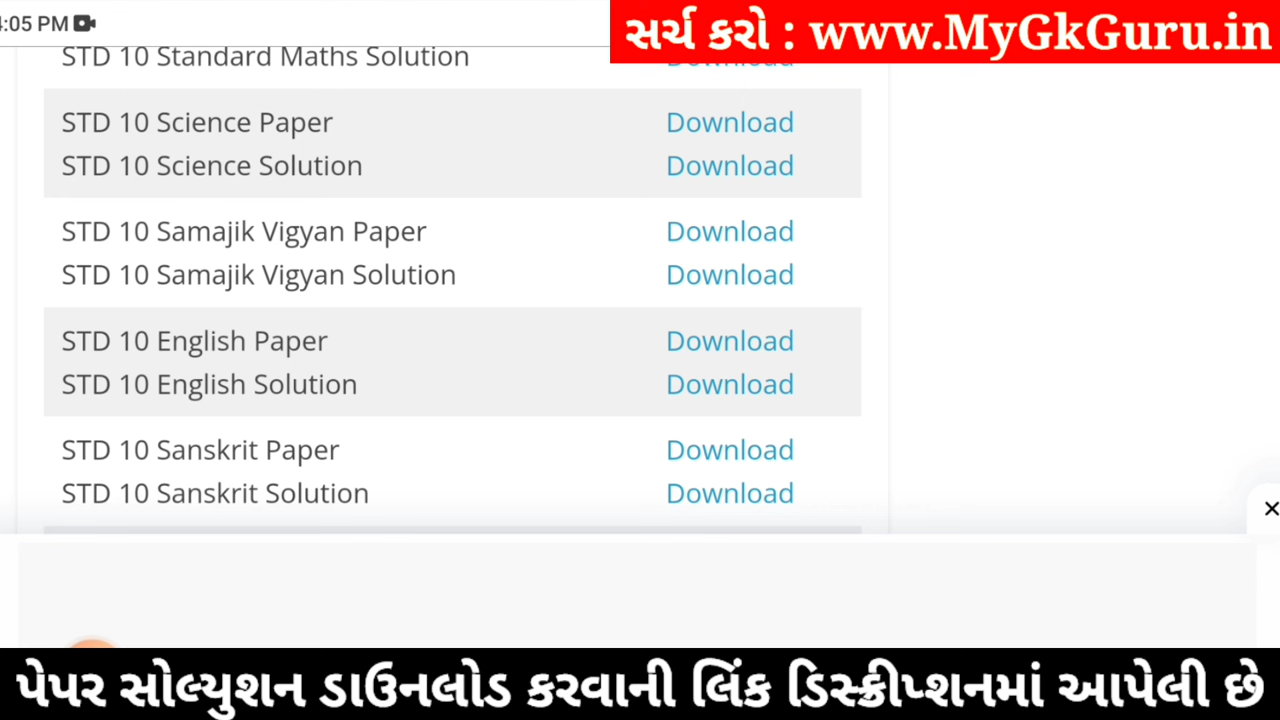 :05 PM
સર્ચ કરો : www.MyGkGuru.in
STD 10 Standard Maths Solution Download
STD 10 Science Paper Download
STD 10 Science Solution Download
STD 10 Samajik Vigyan Paper Download
STD 10 Samajik Vigyan Solution Download
STD 10 English Paper Download
STD 10 English Solution Download
STD 10 Sanskrit Paper Download
STD 10 Sanskrit Solution Download
પેપર સોલ્યુશન ડાઉનલોડ કરવાની લિંક ડિસ્ક્રીપ્શનમાં આપેલી છે